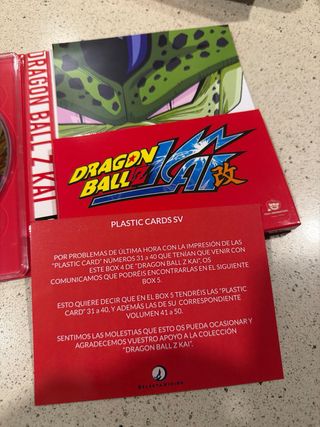 DRAGON BALL Z KAI
DRAGON
BALL Z
KAI 改
PLASTIC CARDS 5V
POR PROBLEMAS DE ÚLTIMA HORA CON LA IMPRESIÓN DE LAS
"PLASTIC CARD" NÚMEROS 31 a 40 QUE TENÍAN QUE VENIR CON
ESTE BOX 4 DE "DRAGON BALL Z KAI", OS
COMUNICAMOS QUE PODRÉIS ENCONTRARLAS EN EL SIGUIENTE
BOX 5.
ESTO QUIERE DECIR QUE EN EL BOX 5 TENDRÉIS LAS "PLASTIC
CARD" 31 a 40, Y ADEMÁS LAS DE SU CORRESPONDIENTE
VOLUMEN 41 a 50.
SENTIMOS LAS MOLESTIAS QUE ESTO OS PUEDA OCASIONAR Y
AGRADECEMOS VUESTRO APOYO A LA COLECCIÓN
"DRAGON BALL Z KAI".
SELECTAVISIÓN